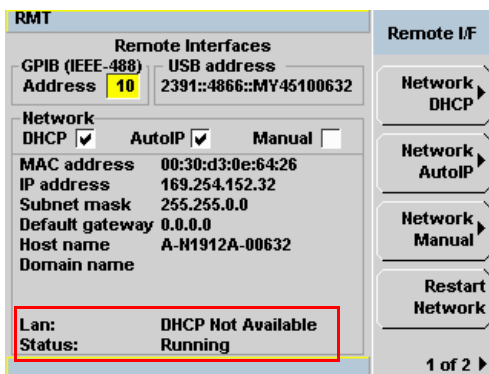 RMT
Remote Interfaces
GPIB (IEEE-488)
Address 10
USB address
2391::4866::MY45100632
Network
DHCP AutoIP Manual
MAC address 00:30:d3:0e:64:26
IP address 169.254.152.32
Subnet mask 255.255.0.0
Default gateway 0.0.0.0
Host name A-N1912A-00632
Domain name
Lan: DHCP Not Available
Status: Running
Remote I/F
Network
DHCP
Network
AutoIP
Network
Manual
Restart
Network
1 of 2